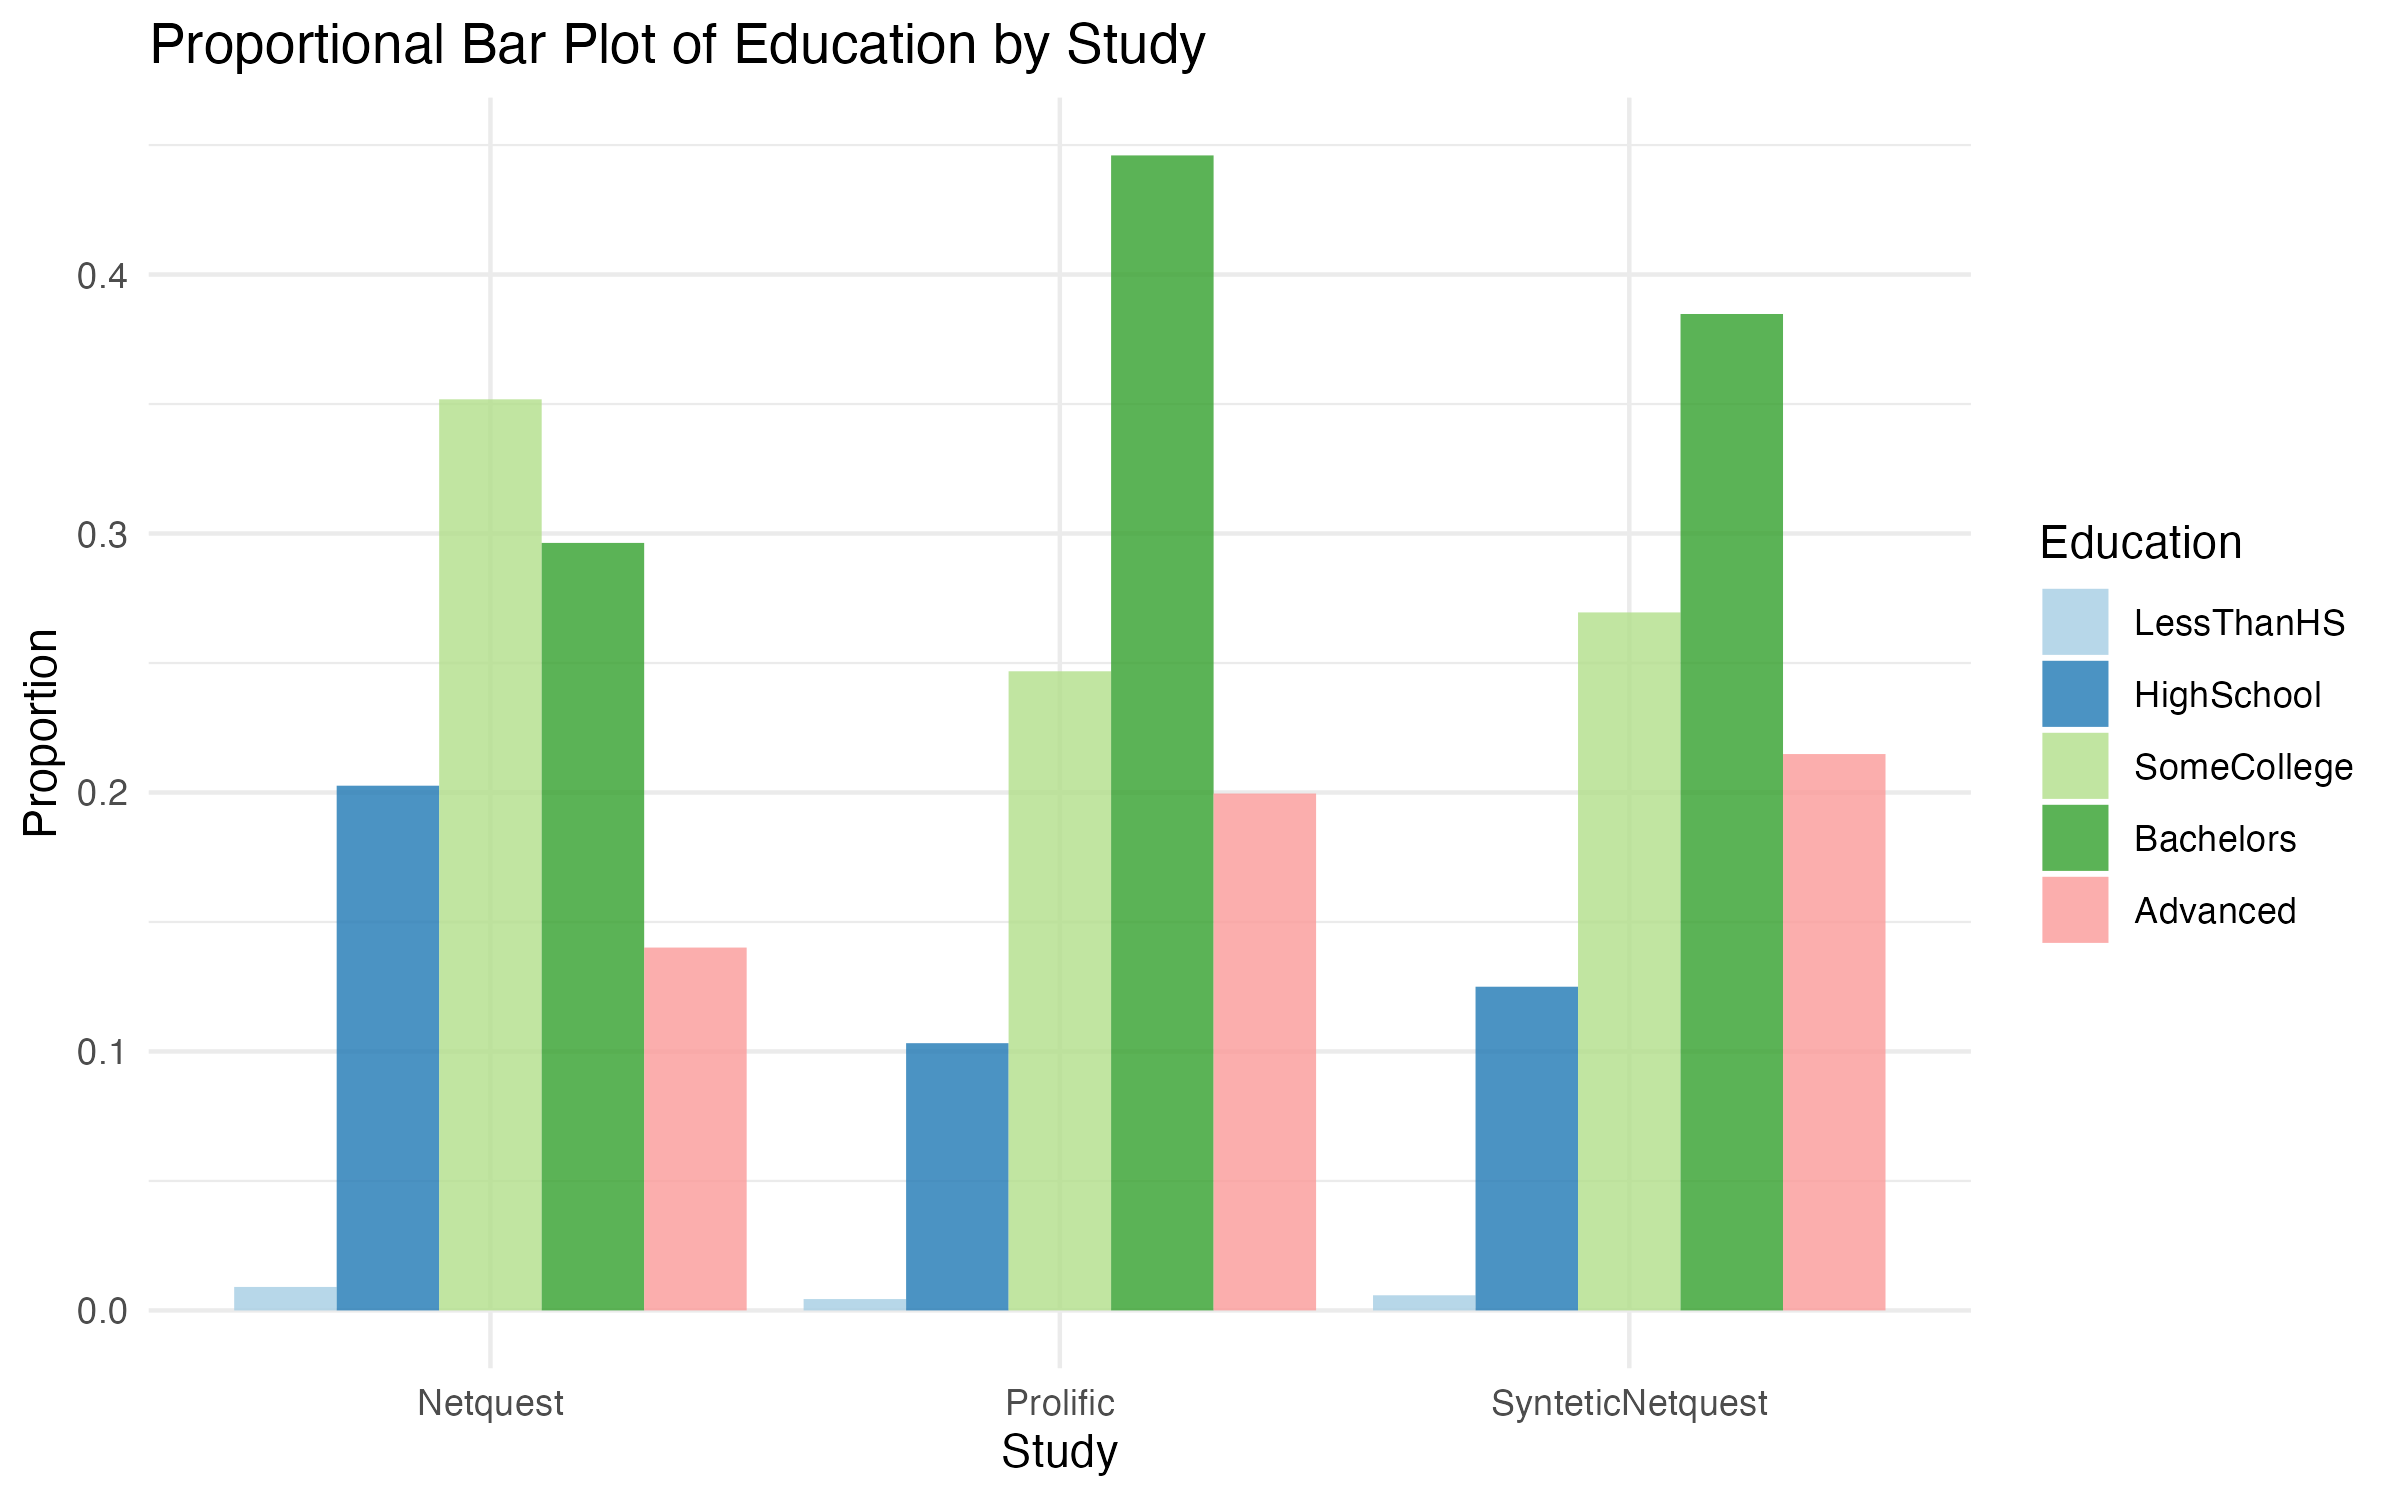 Proportional Bar Plot of Education by Study
Proportion
0.4
0.3
0.2
0.1
0.0
Netquest
Prolific
SynteticNetquest
Study
Education
LessThanHS
HighSchool
SomeCollege
Bachelors
Advanced